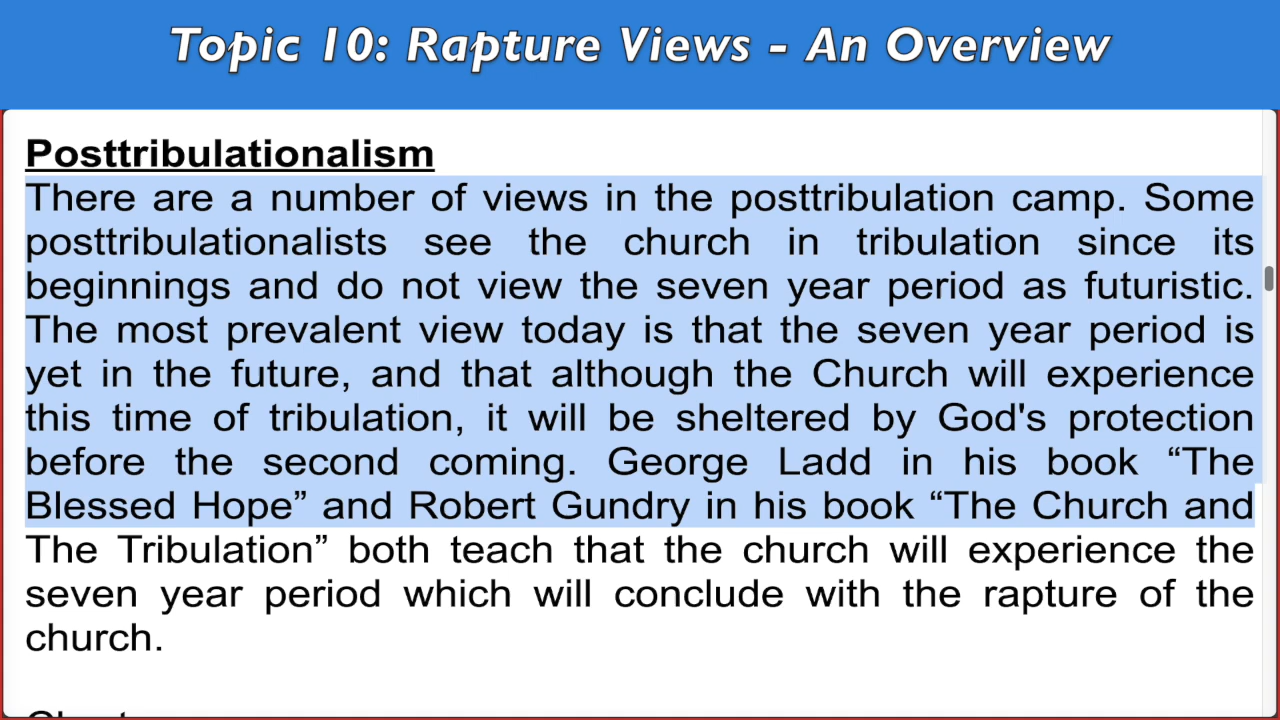 Topic 10: Rapture Views - An Overview
Posttribulationalism
There are a number of views in the posttribulation camp. Some
posttribulationalists see the church in tribulation since its
beginnings and do not view the seven year period as futuristic.
The most prevalent view today is that the seven year period is
yet in the future, and that although the Church will experience
this time of tribulation, it will be sheltered by God's protection
before the second coming. George Ladd in his book “The
Blessed Hope” and Robert Gundry in his book “The Church and
The Tribulation” both teach that the church will experience the
seven year period which will conclude with the rapture of the
church.